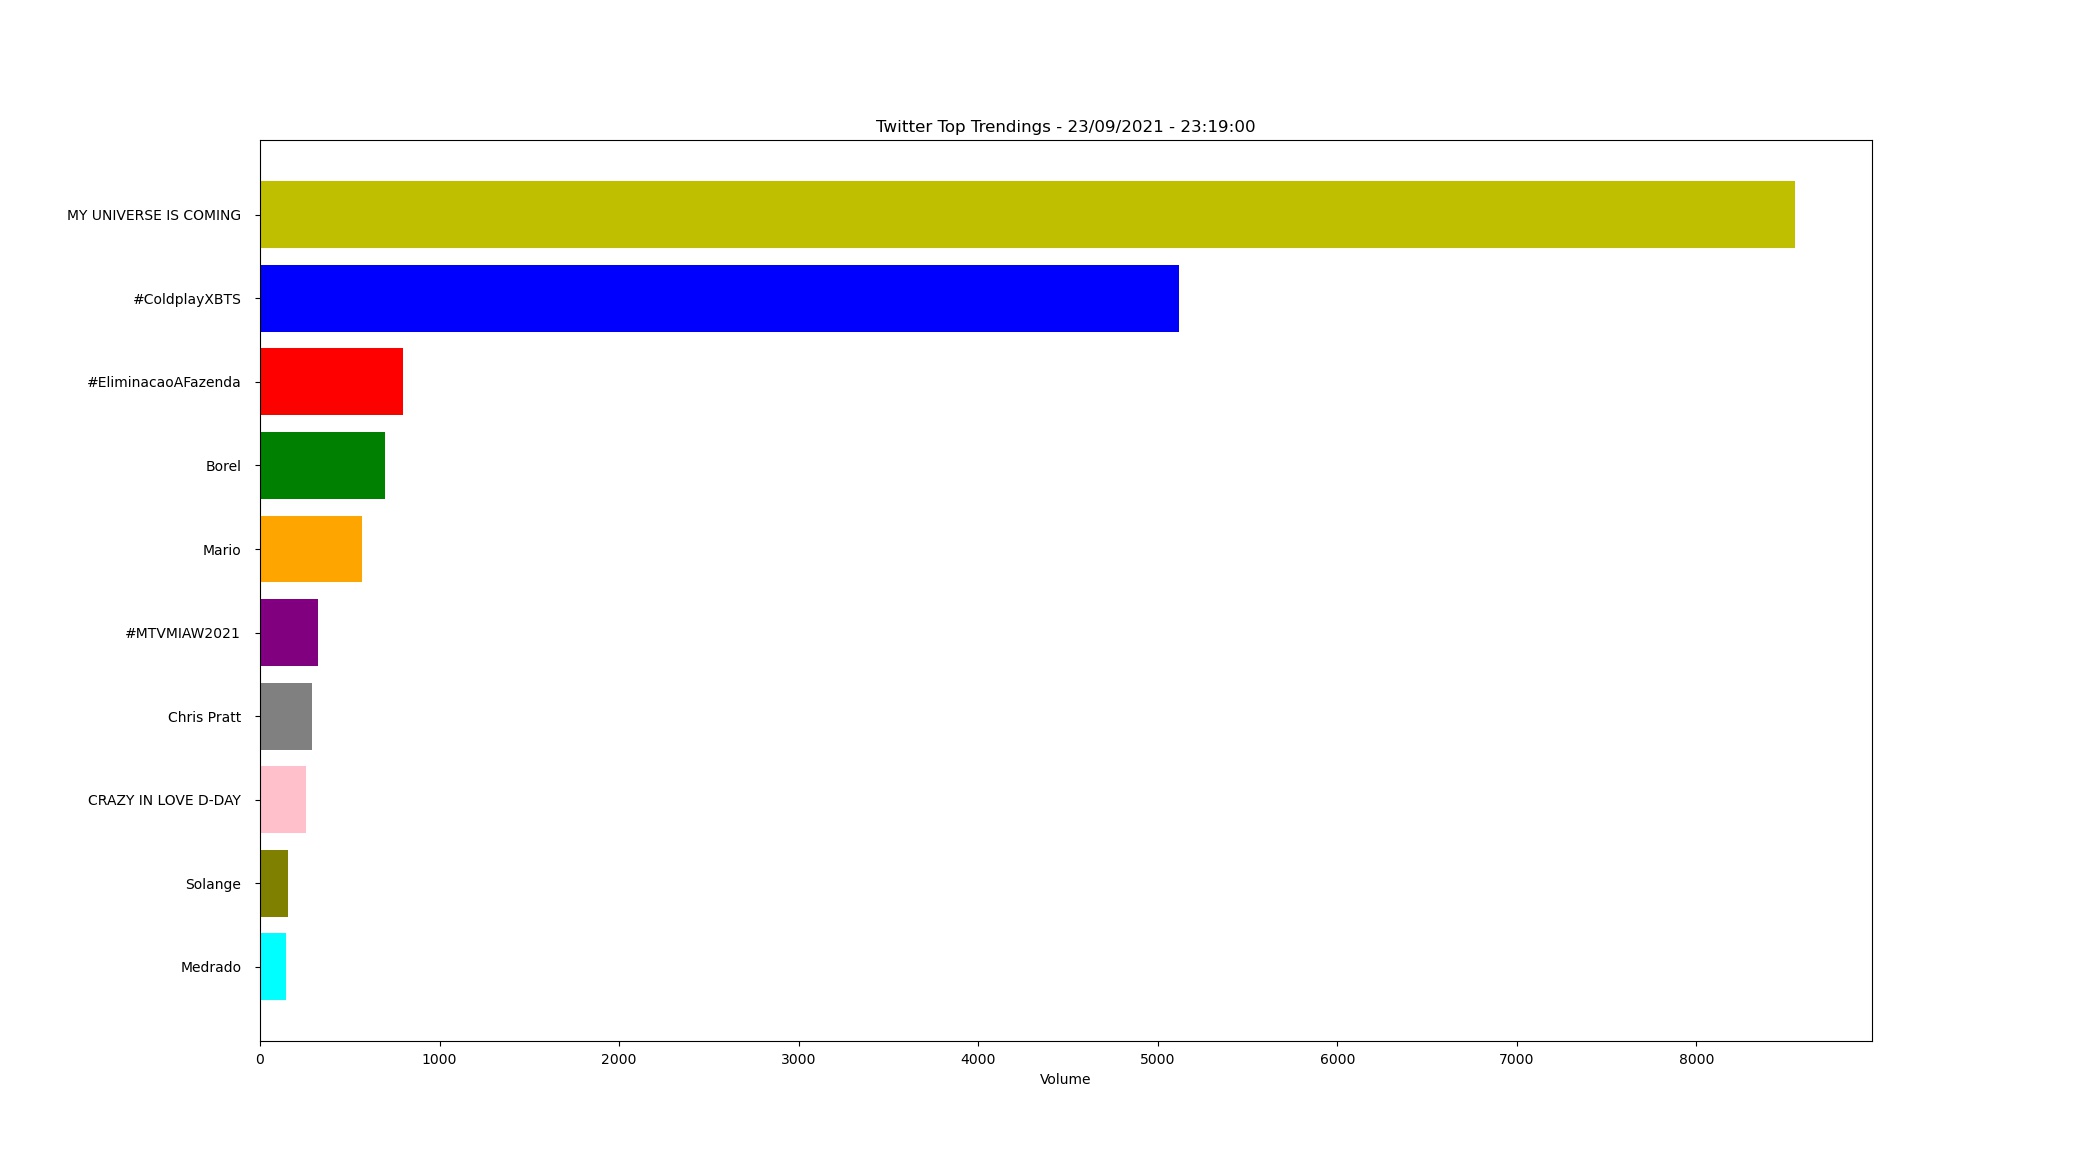 Twitter Top Trendings - 23/09/2021 - 23:19:00
MY UNIVERSE IS COMING
#ColdplayXBTS
#EliminacaoAFazenda
Borel
Mario
#MTVMIAW2021
Chris Pratt
CRAZY IN LOVE D-DAY
Solange
Medrado
0 1000 2000 3000 4000 5000 6000 7000 8000
Volume